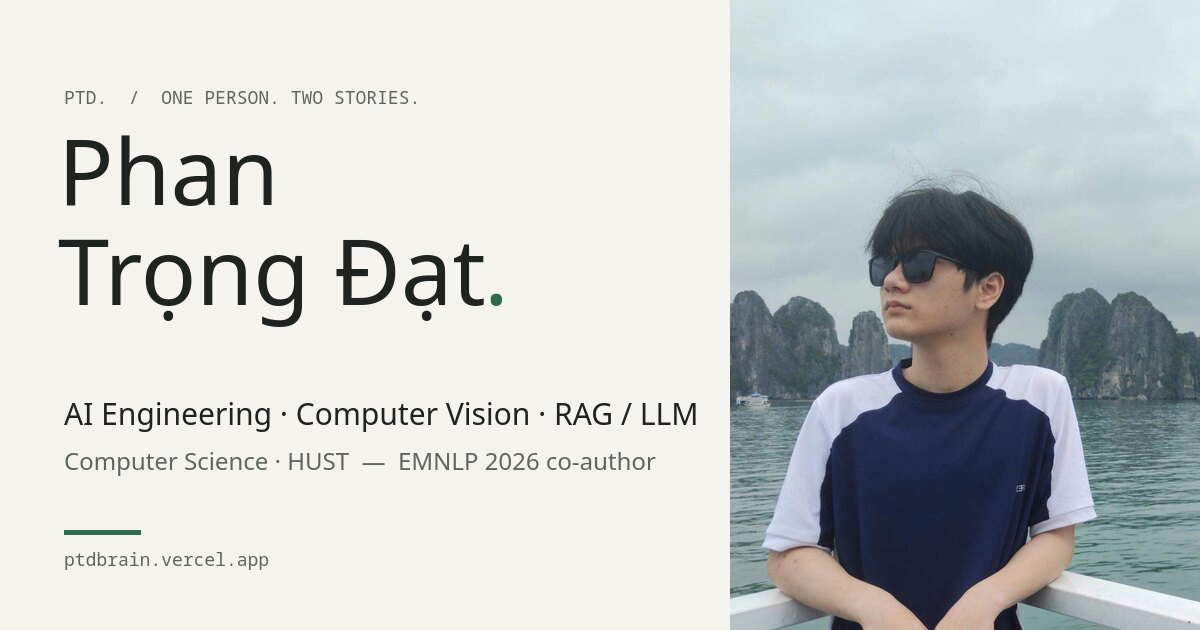 PTD. / ONE PERSON. TWO STORIES.
Phan
Trọng Đạt.
AI Engineering · Computer Vision · RAG / LLM
Computer Science · HUST — EMNLP 2026 co-author
ptdbrain.vercel.app